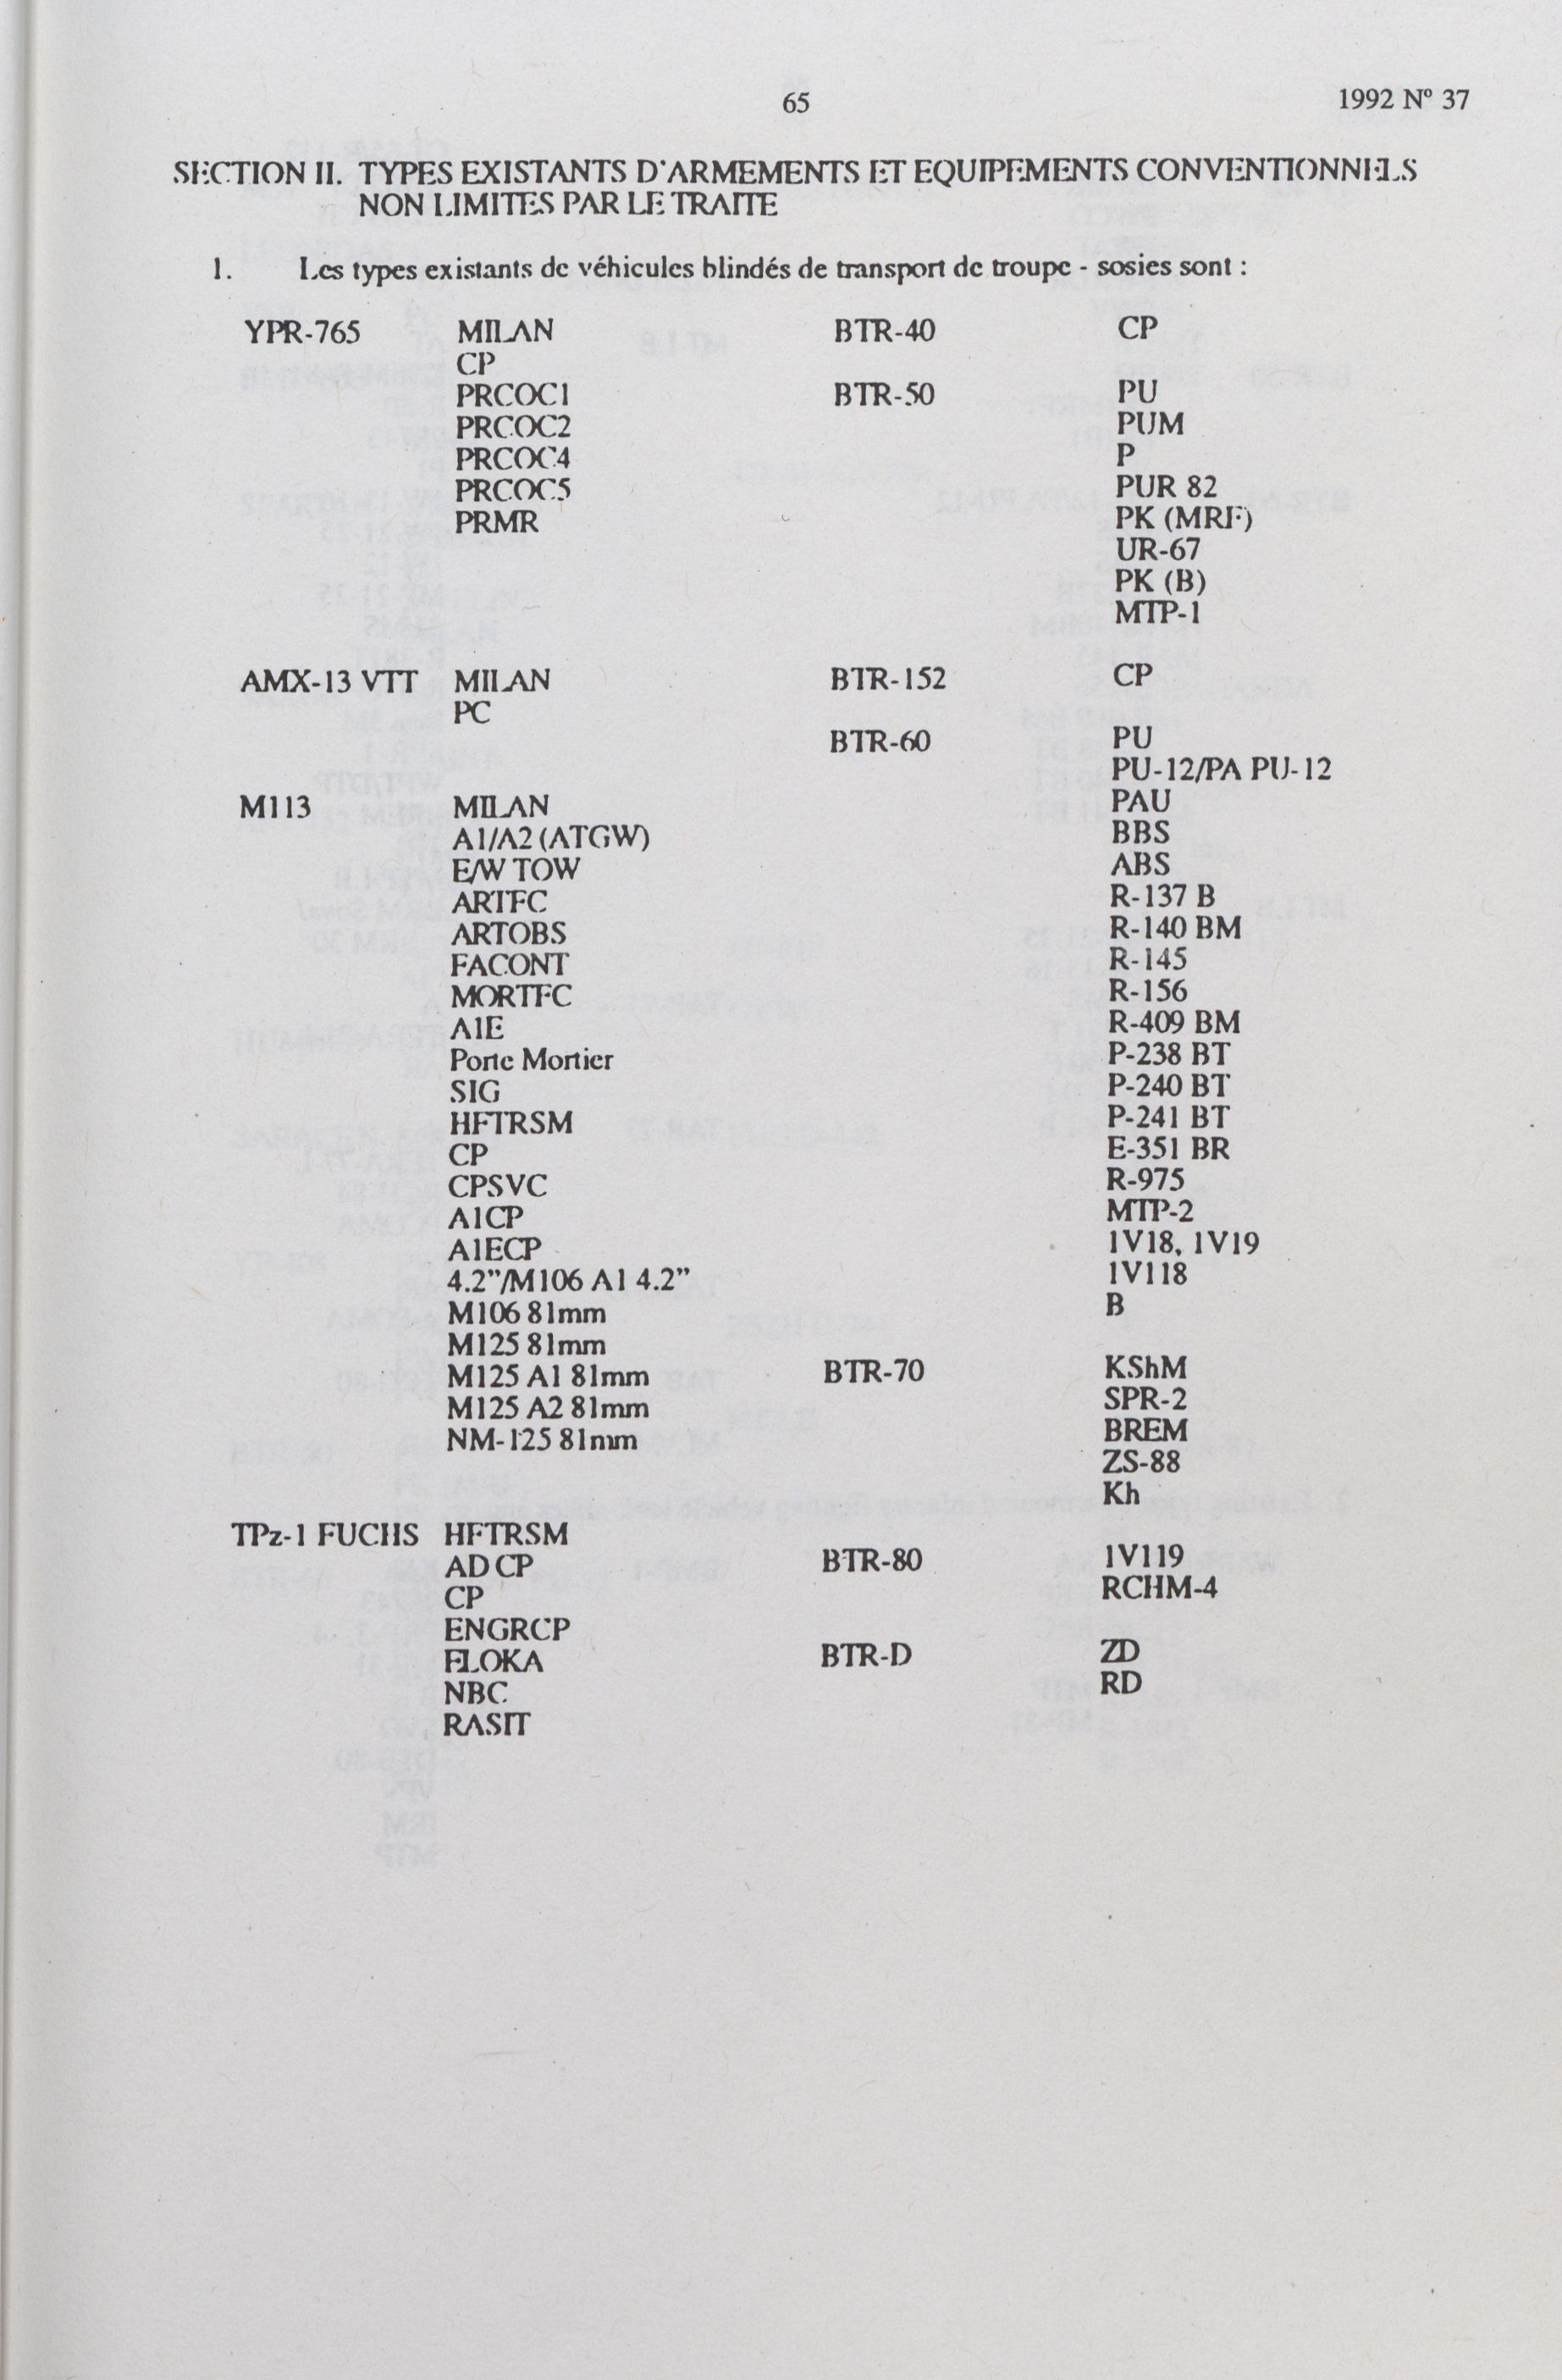 65
1992 Nº 37
SECTION II. TYPES EXISTANTS D'ARMEMENTS ET EQUIPEMENTS CONVENTIONNELS
NON LIMITES PAR LE TRAITE
1. Les types existants de véhicules blindés de transport de troupe - sosies sont :
YPR-765 MILAN
CP
PRCOC1
PRCOC2
PRCOC4
PRCOC5
PRMR
AMX-13 VTT MILAN
PC
M113 MILAN
A1/A2 (ATGW)
E/W TOW
ARTFC
ARTOBS
FACONT
MORTFC
A1E
Porte Mortier
SIG
HFTRSM
CP
CPSVC
A1CP
A1ECP
4.2”/M106 A1 4.2”
M106 81mm
M125 81mm
M125 A1 81mm
M125 A2 81mm
NM-125 81mm
TPz-1 FUCHS HFTRSM
AD CP
CP
ENGRCP
ELOKA
NBC
RASIT
BTR-40 CP
BTR-50 PU
PUM
P
PUR 82
PK (MRF)
UR-67
PK (B)
MTP-1
BTR-152 CP
BTR-60 PU
PU-12/PA PU-12
PAU
BBS
ABS
R-137 B
R-140 BM
R-145
R-156
R-409 BM
P-238 BT
P-240 BT
P-241 BT
E-351 BR
R-975
MTP-2
1V18, 1V19
1V118
B
BTR-70 KShM
SPR-2
BREM
ZS-88
Kh
BTR-80 1V119
RCHM-4
BTR-D ZD
RD